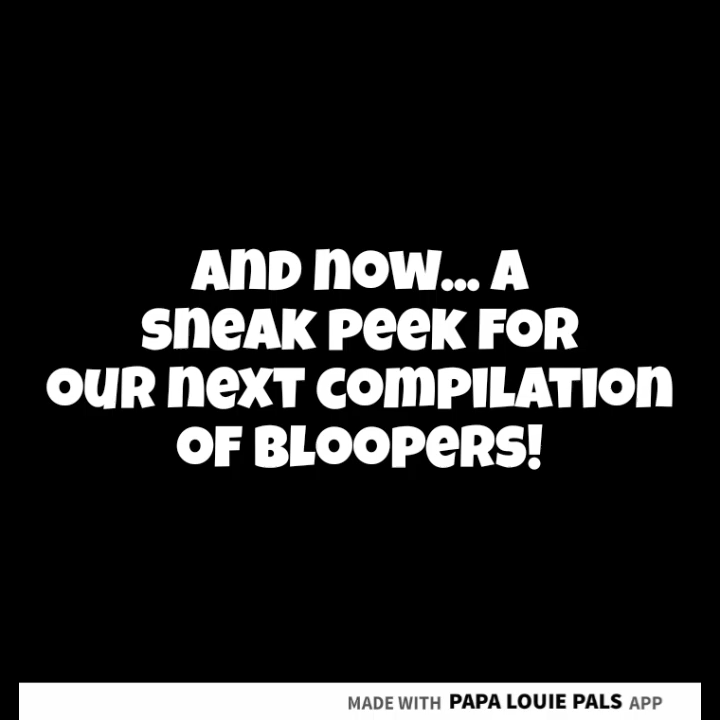 And now... A
sneak peek for
our next compilation
of bloopers!
MADE WITH PAPA LOUIE PALS APP